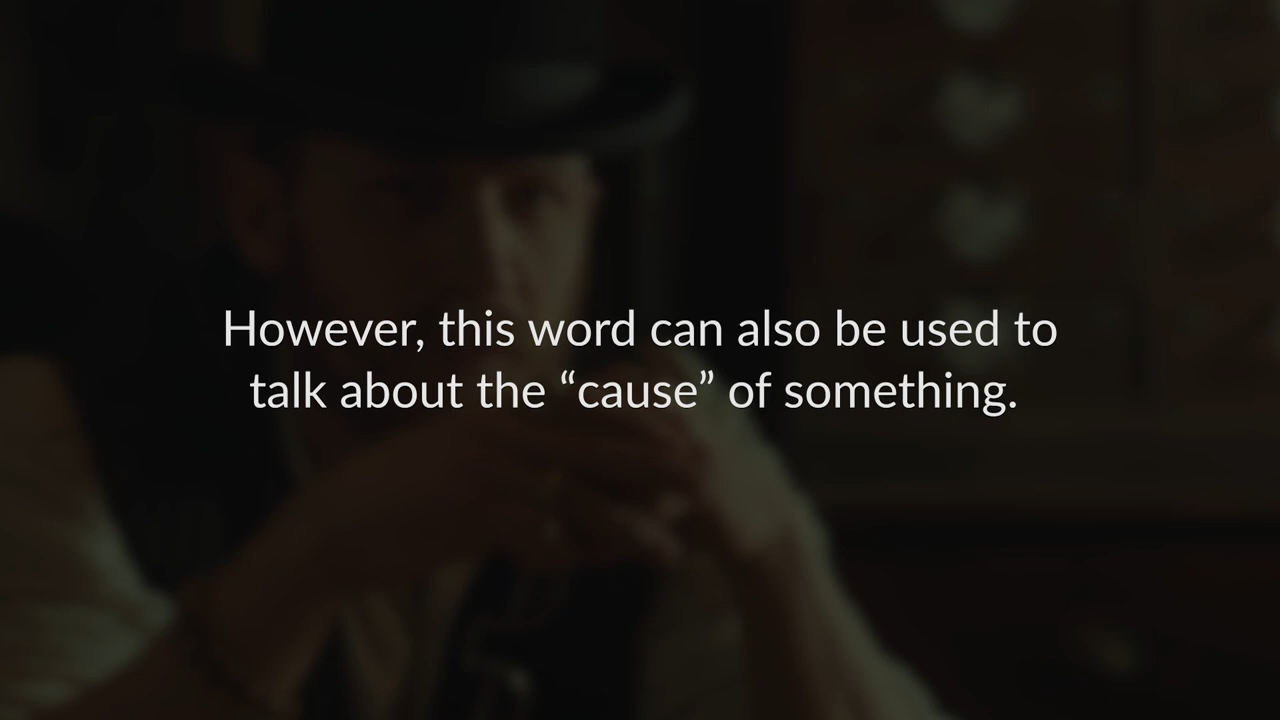 However, this word can also be used to
talk about the “cause” of something.